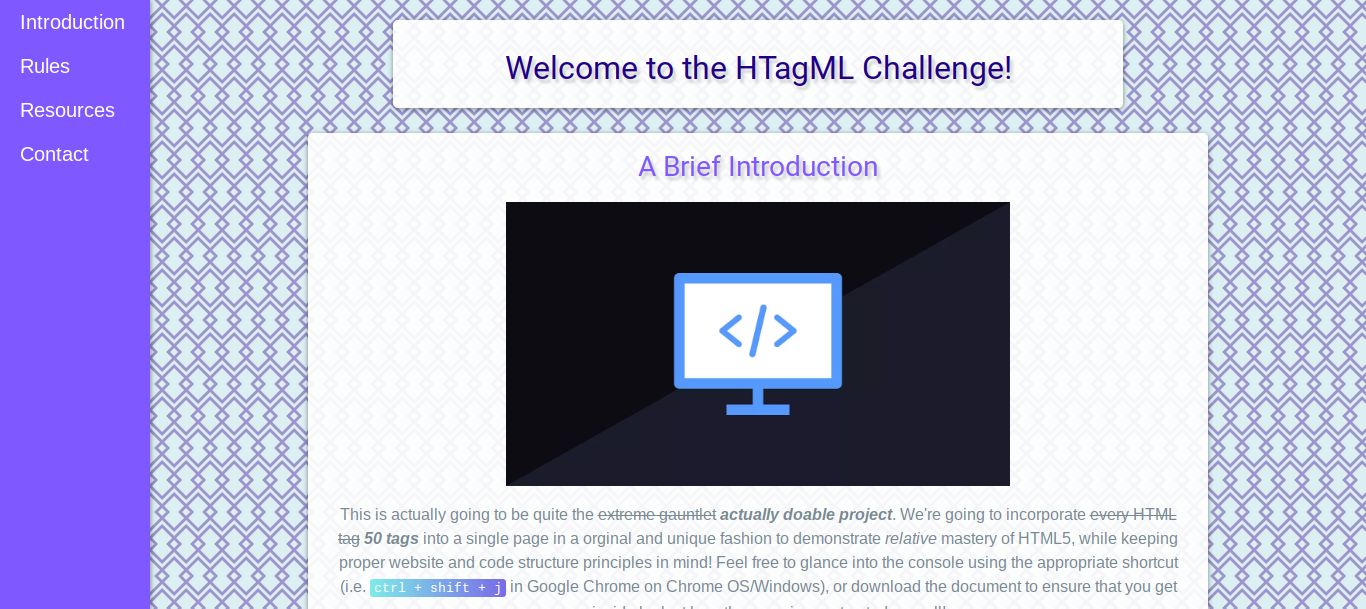 Introduction
Rules
Resources
Contact
Welcome to the HTagML Challenge!
A Brief Introduction
</>
This is actually going to be quite the extreme gauntlet actually doable project. We're going to incorporate every HTML
tag 50 tags into a single page in a orginal and unique fashion to demonstrate relative mastery of HTML5, while keeping
proper website and code structure principles in mind! Feel free to glance into the console using the appropriate shortcut
(i.e. ctrl + shift + j in Google Chrome on Chrome OS/Windows), or download the document to ensure that you get